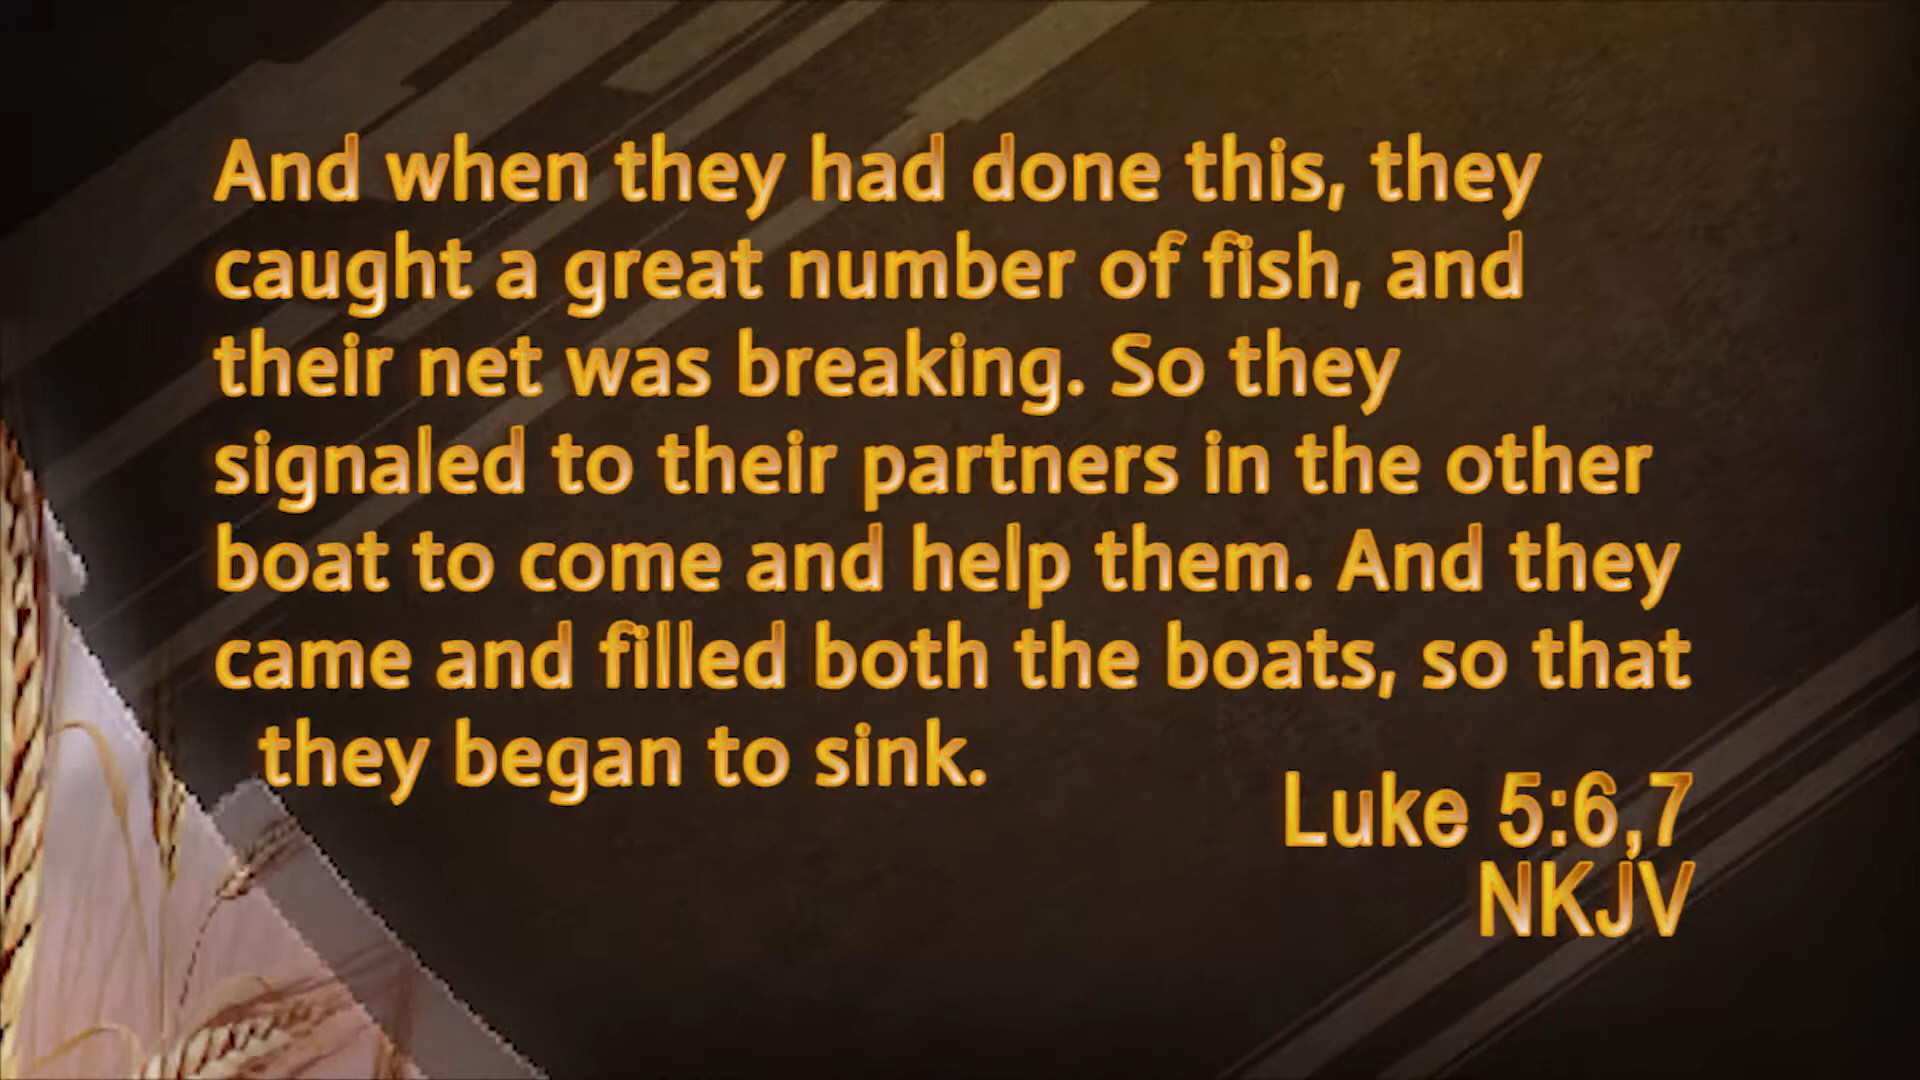 And when they had done this, they
caught a great number of fish, and
their net was breaking. So they
signaled to their partners in the other
boat to come and help them. And they
came and filled both the boats, so that
they began to sink.
Luke 5:6,7
NKJV